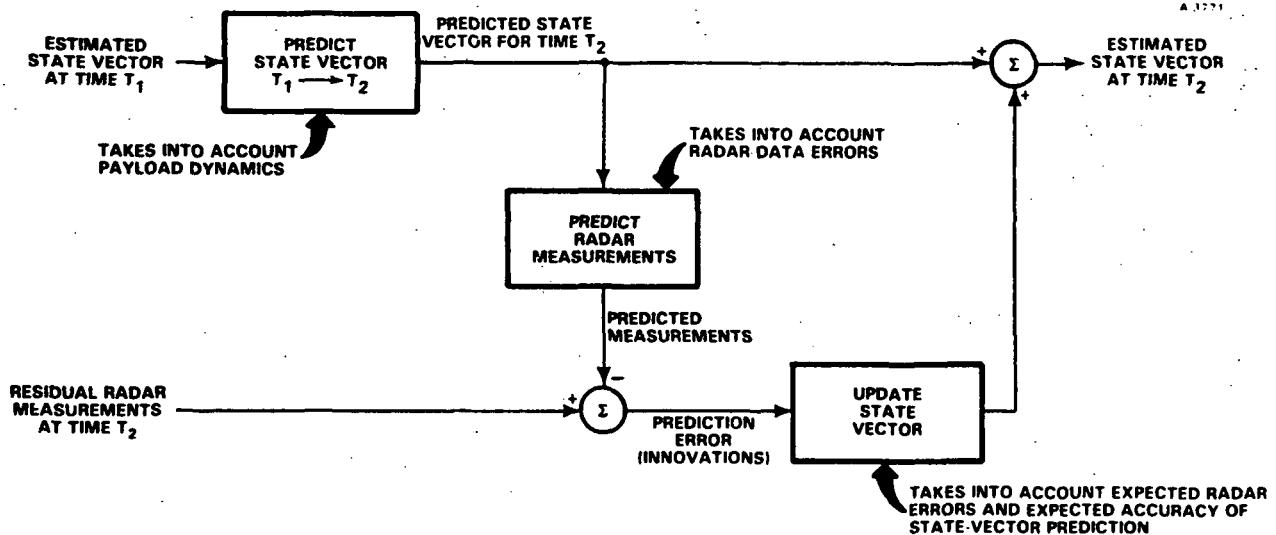 ESTIMATED
STATE VECTOR
AT TIME T1
PREDICT
STATE VECTOR
T1 → T2
PREDICTED STATE
VECTOR FOR TIME T2
+
Σ
+
ESTIMATED
STATE VECTOR
AT TIME T2
TAKES INTO ACCOUNT
PAYLOAD DYNAMICS
TAKES INTO ACCOUNT
RADAR DATA ERRORS
PREDICT
RADAR
MEASUREMENTS
PREDICTED
MEASUREMENTS
RESIDUAL RADAR
MEASUREMENTS
AT TIME T2
+
−
Σ
PREDICTION
ERROR
(INNOVATIONS)
UPDATE
STATE
VECTOR
TAKES INTO ACCOUNT EXPECTED RADAR
ERRORS AND EXPECTED ACCURACY OF
STATE-VECTOR PREDICTION